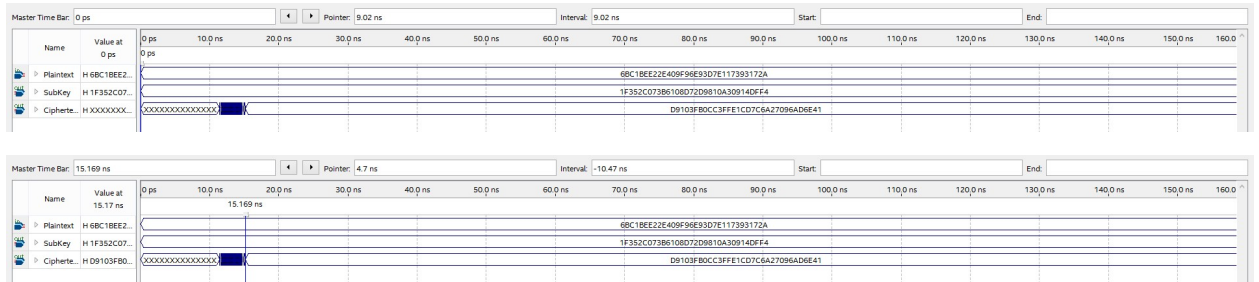 Master Time Bar: 0 ps Pointer: 9.02 ns Interval: 9.02 ns Start: End:
Name Value at 0 ps
0 ps 10.0 ns 20.0 ns 30.0 ns 40.0 ns 50.0 ns 60.0 ns 70.0 ns 80.0 ns 90.0 ns 100.0 ns 110.0 ns 120.0 ns 130.0 ns 140.0 ns 150.0 ns 160.0
0 ps
Plaintext H 6BC1BEE2... 6BC1BEE22E409F96E93D7E117393172A
SubKey H 1F352C07... 1F352C073B6108D72D9810A30914DFF4
Cipherte... H XXXXXXX... XXXXXXXXXXXXXX D9103FB0CC3FFE1CD7C6A27096AD6E41
Master Time Bar: 15.169 ns Pointer: 4.7 ns Interval: -10.47 ns Start: End:
Name Value at 15.17 ns
0 ps 10.0 ns 20.0 ns 30.0 ns 40.0 ns 50.0 ns 60.0 ns 70.0 ns 80.0 ns 90.0 ns 100.0 ns 110.0 ns 120.0 ns 130.0 ns 140.0 ns 150.0 ns 160.0
15.169 ns
Plaintext H 6BC1BEE2... 6BC1BEE22E409F96E93D7E117393172A
SubKey H 1F352C07... 1F352C073B6108D72D9810A30914DFF4
Cipherte... H D9103FB0... XXXXXXXXXXXXXX D9103FB0CC3FFE1CD7C6A27096AD6E41